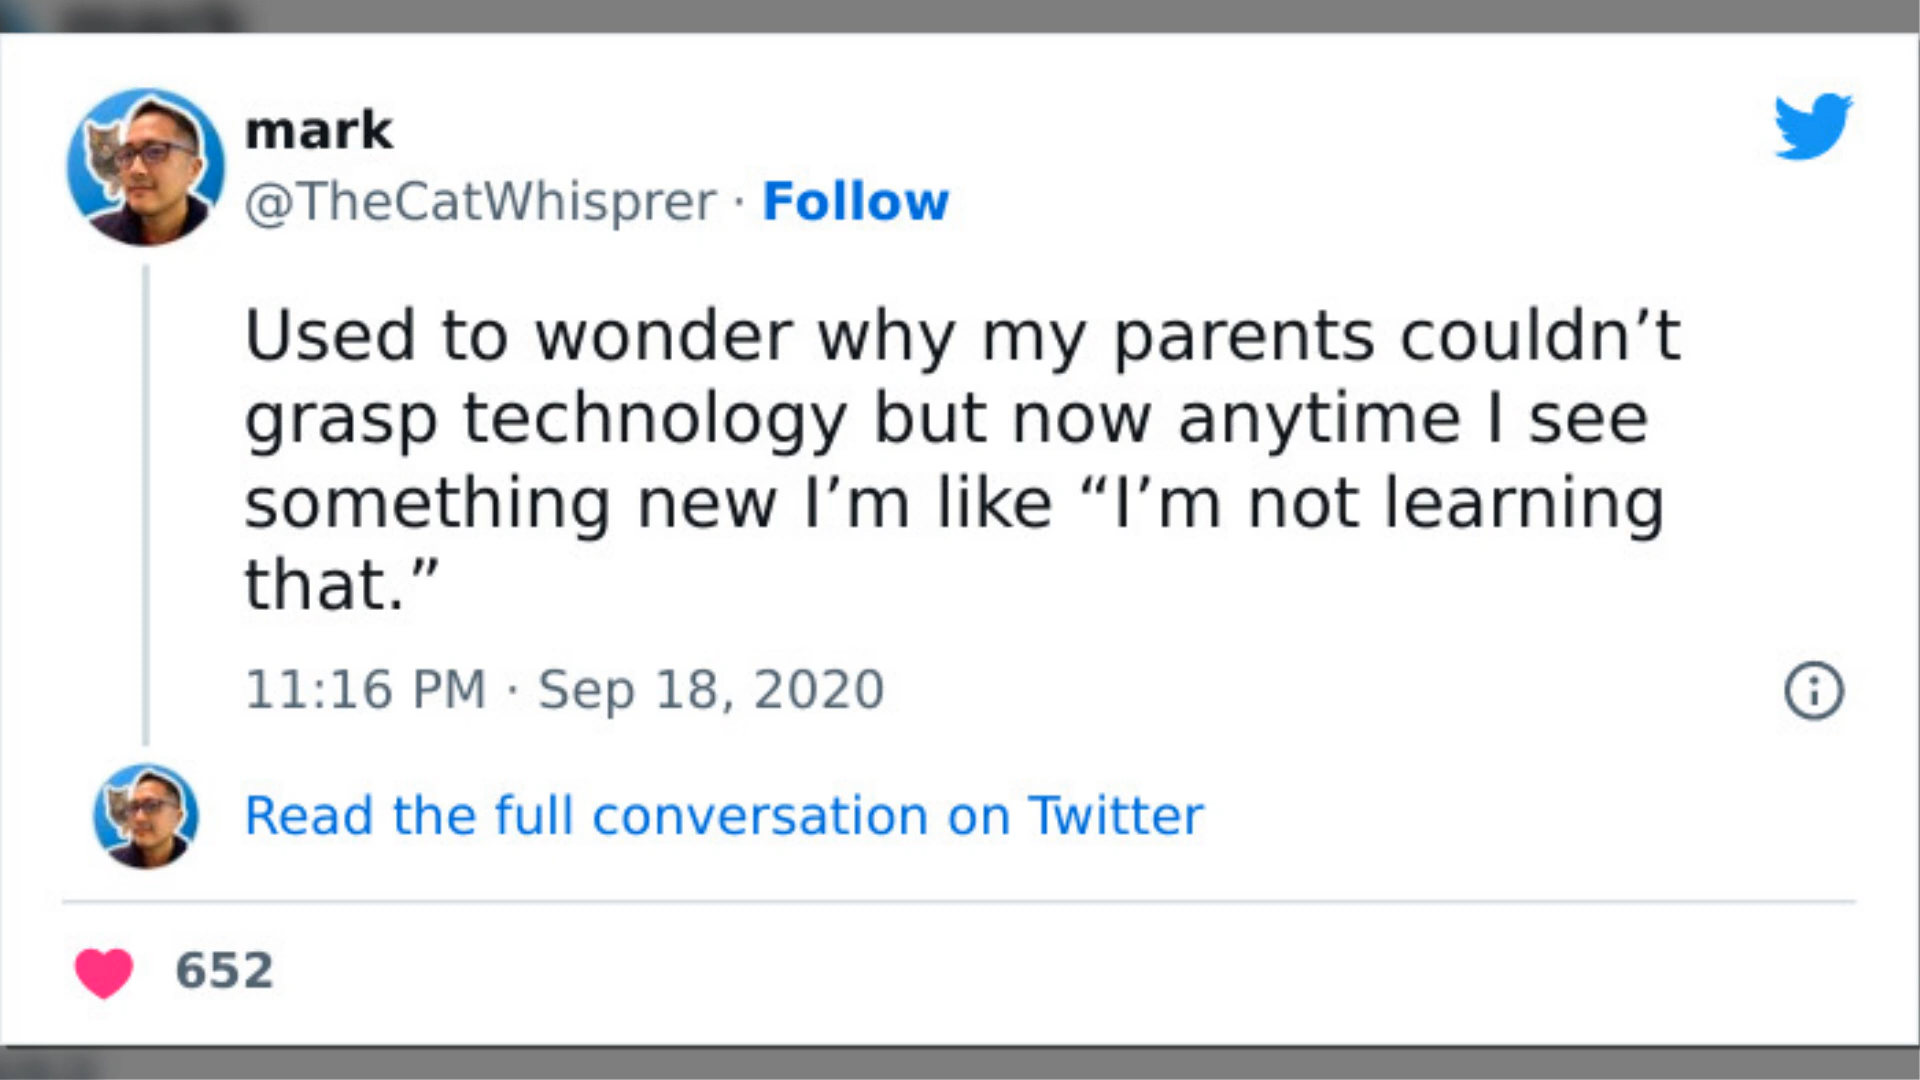 mark
@TheCatWhisprer · Follow
Used to wonder why my parents couldn’t
grasp technology but now anytime I see
something new I’m like “I’m not learning
that.”
11:16 PM · Sep 18, 2020
Read the full conversation on Twitter
652